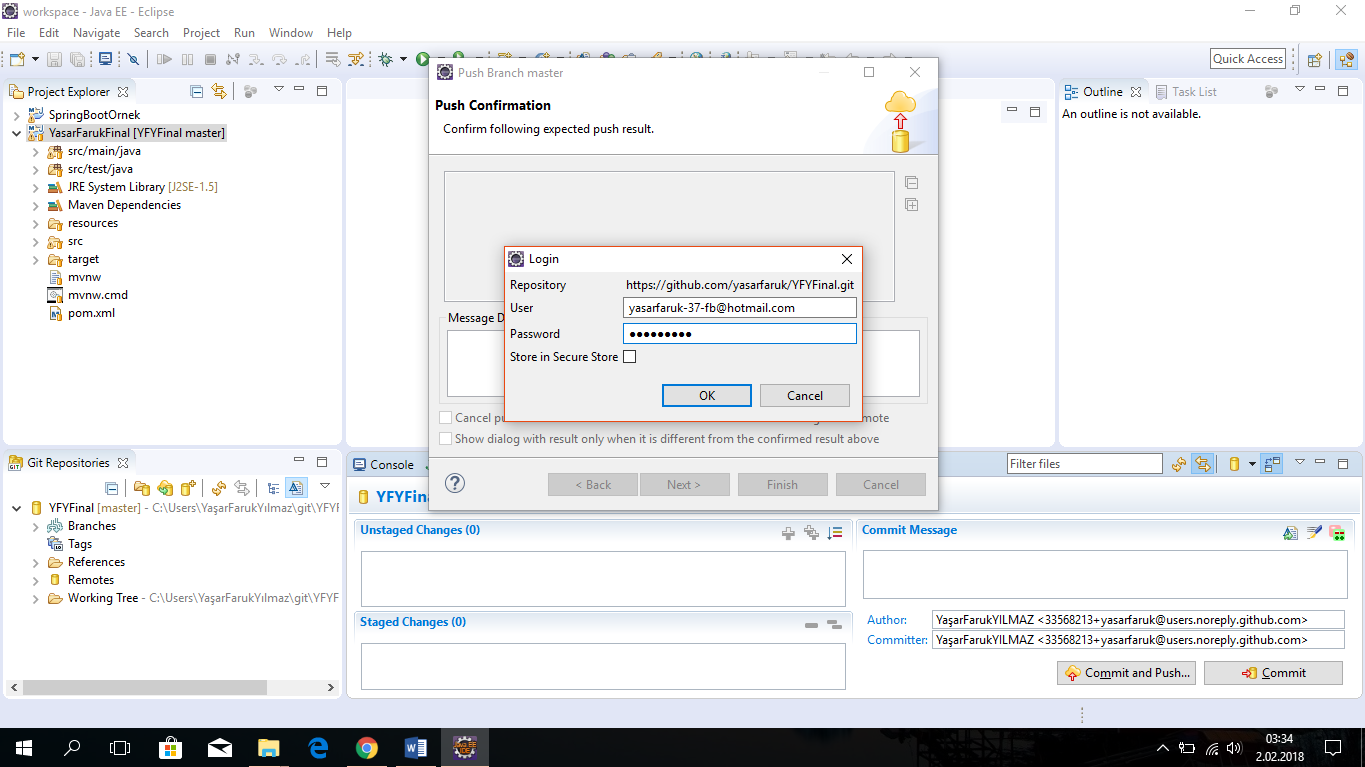 workspace - Java EE - Eclipse
File Edit Navigate Search Project Run Window Help
Quick Access
Project Explorer
SpringBootOrnek
YasarFarukFinal [YFYFinal master]
src/main/java
src/test/java
JRE System Library [J2SE-1.5]
Maven Dependencies
resources
src
target
mvnw
mvnw.cmd
pom.xml
Push Branch master
Push Confirmation
Confirm following expected push result.
Message D
Cancel pu
mote
Show dialog with result only when it is different from the confirmed result above
< Back Next > Finish Cancel
Login
Repository https://github.com/yasarfaruk/YFYFinal.git
User yasarfaruk-37-fb@hotmail.com
Password ●●●●●●●●●
Store in Secure Store
OK Cancel
Outline Task List
An outline is not available.
Git Repositories
GIT
YFYFinal [master] - C:\Users\YaşarFarukYılmaz\git\YFYF
Branches
Tags
References
Remotes
Working Tree - C:\Users\YaşarFarukYılmaz\git\YFYF
Console
Filter files
YFYFina
Unstaged Changes (0)
Staged Changes (0)
Commit Message
Author: YaşarFarukYILMAZ <33568213+yasarfaruk@users.noreply.github.com>
Committer: YaşarFarukYILMAZ <33568213+yasarfaruk@users.noreply.github.com>
Commit and Push... Commit
Java EE
IDE
03:34
2.02.2018